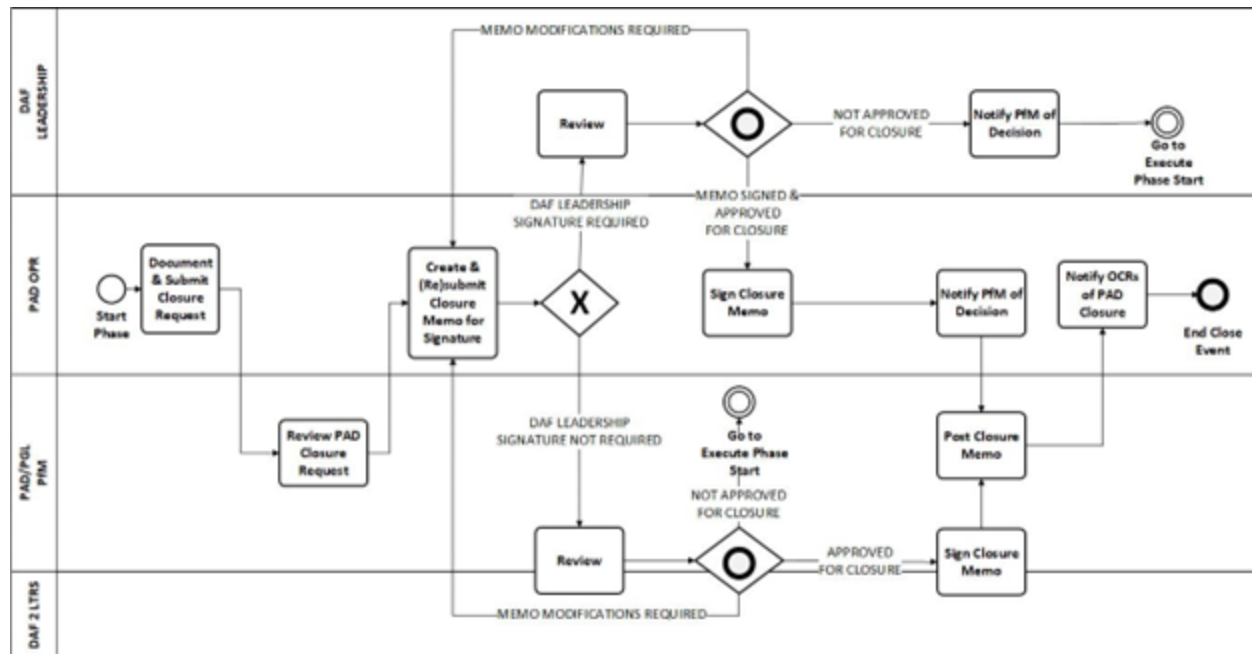 DAF
LEADERSHIP
MEMO MODIFICATIONS REQUIRED
Review
NOT APPROVED
FOR CLOSURE
Notify PfM of
Decision
Go to
Execute
Phase Start
DAF LEADERSHIP
SIGNATURE REQUIRED
MEMO SIGNED &
APPROVED
FOR CLOSURE
PAD OPR
Start
Phase
Document
& Submit
Closure
Request
Create &
(Re)submit
Closure
Memo for
Signature
X
Sign Closure
Memo
Notify PfM of
Decision
Notify OCRs
of PAD
Closure
End Close
Event
PAD/PGL
PfM
Review PAD
Closure
Request
DAF LEADERSHIP
SIGNATURE NOT REQUIRED
Go to
Execute Phase
Start
NOT APPROVED
FOR CLOSURE
Post Closure
Memo
Review
APPROVED
FOR CLOSURE
Sign Closure
Memo
DAF 2 LTRS
MEMO MODIFICATIONS REQUIRED